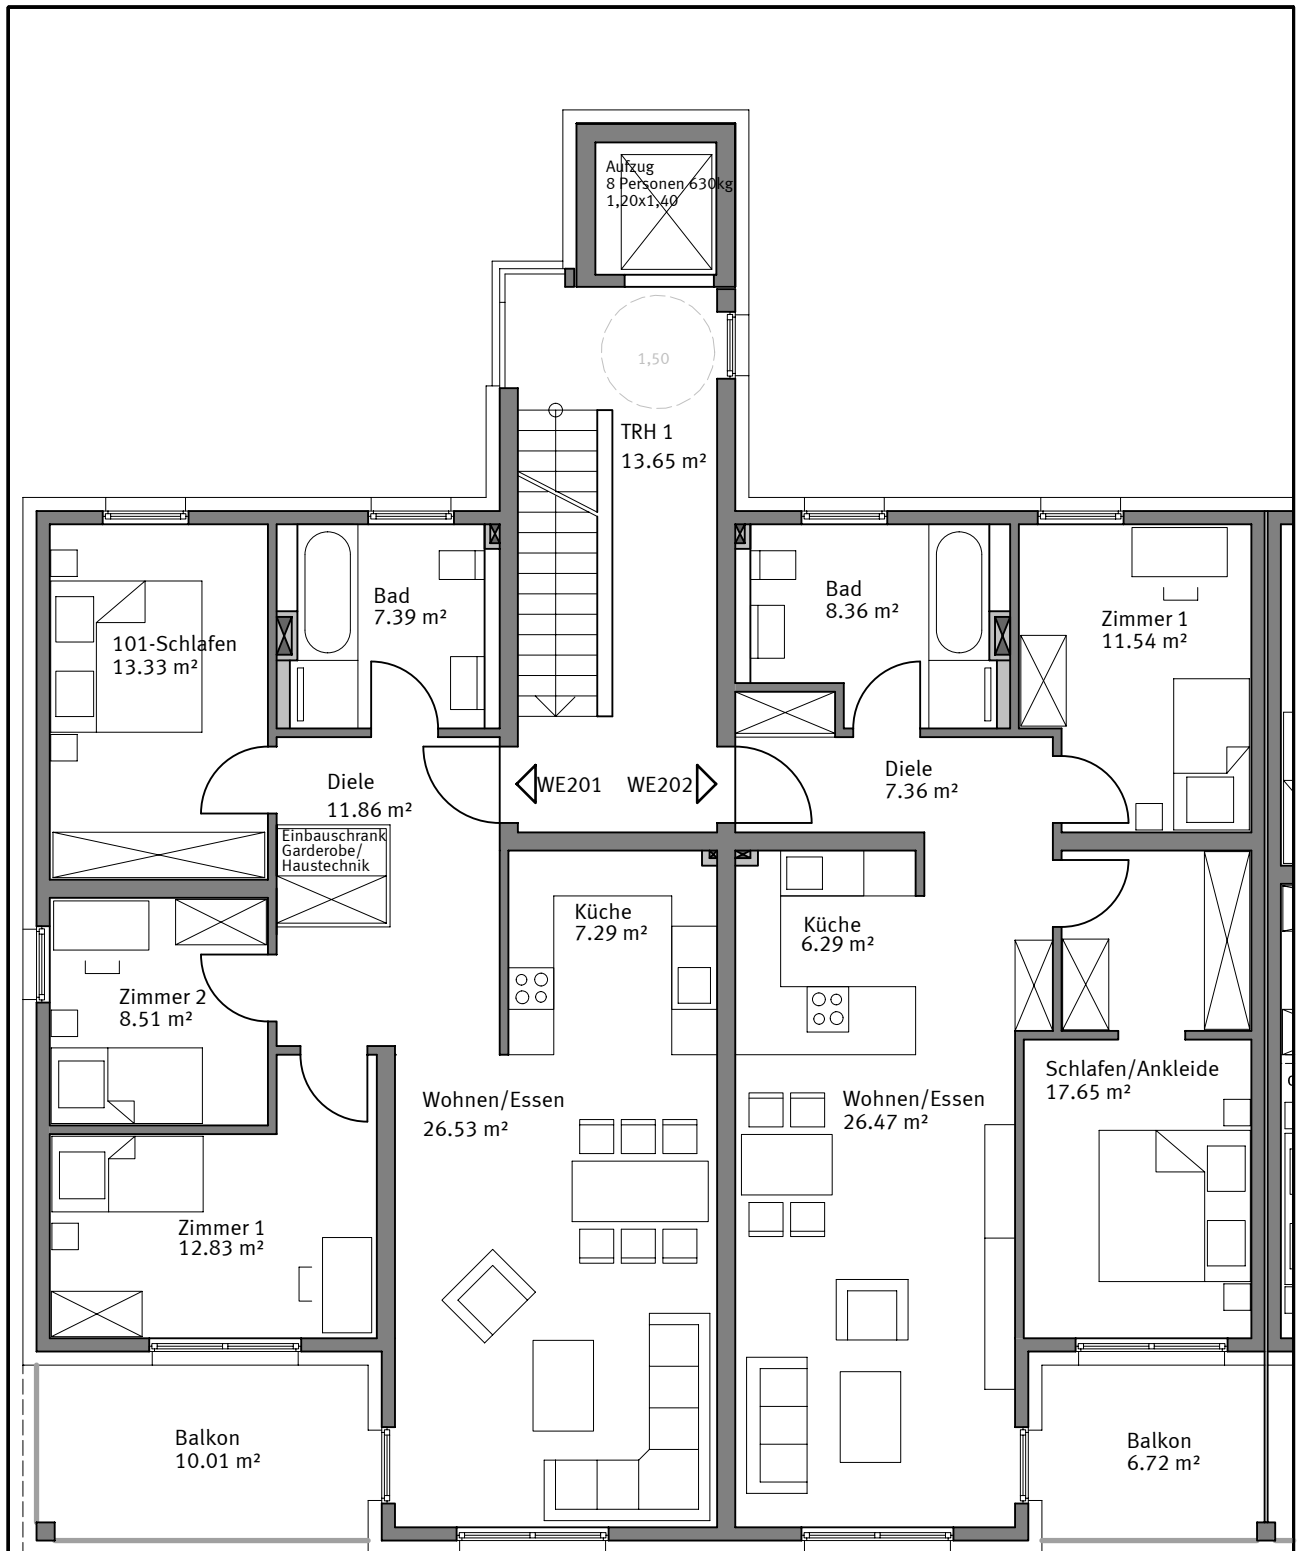 Aufzug
8 Personen 630kg
1,20x1,40
1,50
TRH 1
13.65 m²
Bad
7.39 m²
Bad
8.36 m²
101-Schlafen
13.33 m²
Zimmer 1
11.54 m²
Diele
11.86 m²
WE201
WE202
Diele
7.36 m²
Einbauschrank
Garderobe/
Haustechnik
Küche
7.29 m²
Küche
6.29 m²
Zimmer 2
8.51 m²
Wohnen/Essen
26.53 m²
Wohnen/Essen
26.47 m²
Schlafen/Ankleide
17.65 m²
Zimmer 1
12.83 m²
Balkon
10.01 m²
Balkon
6.72 m²